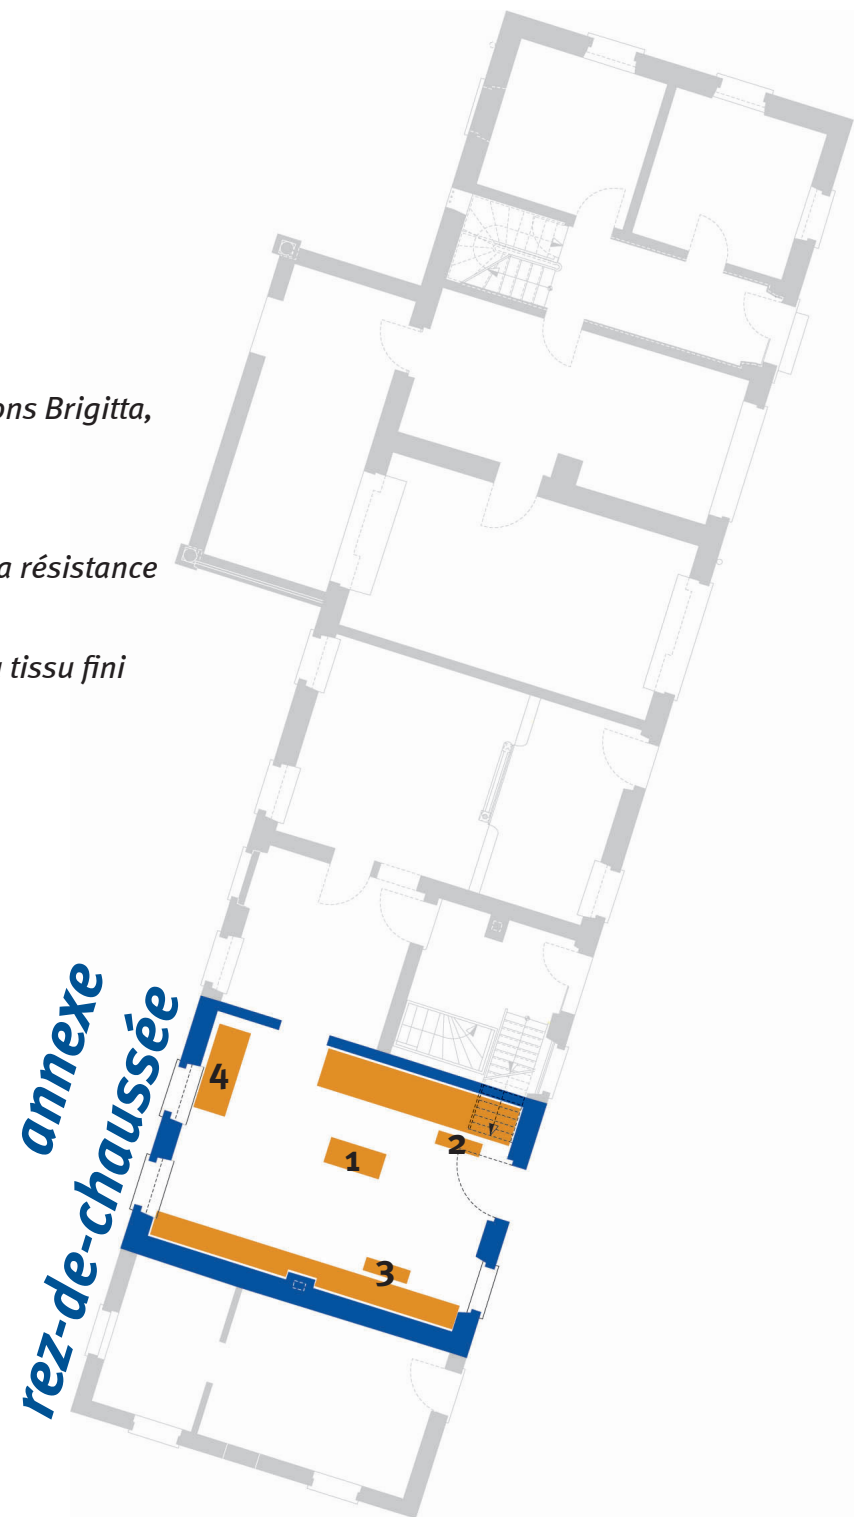 ons Brigitta,
a résistance
tissu fini
annexe
rez-de-chaussée
4
2
1
3